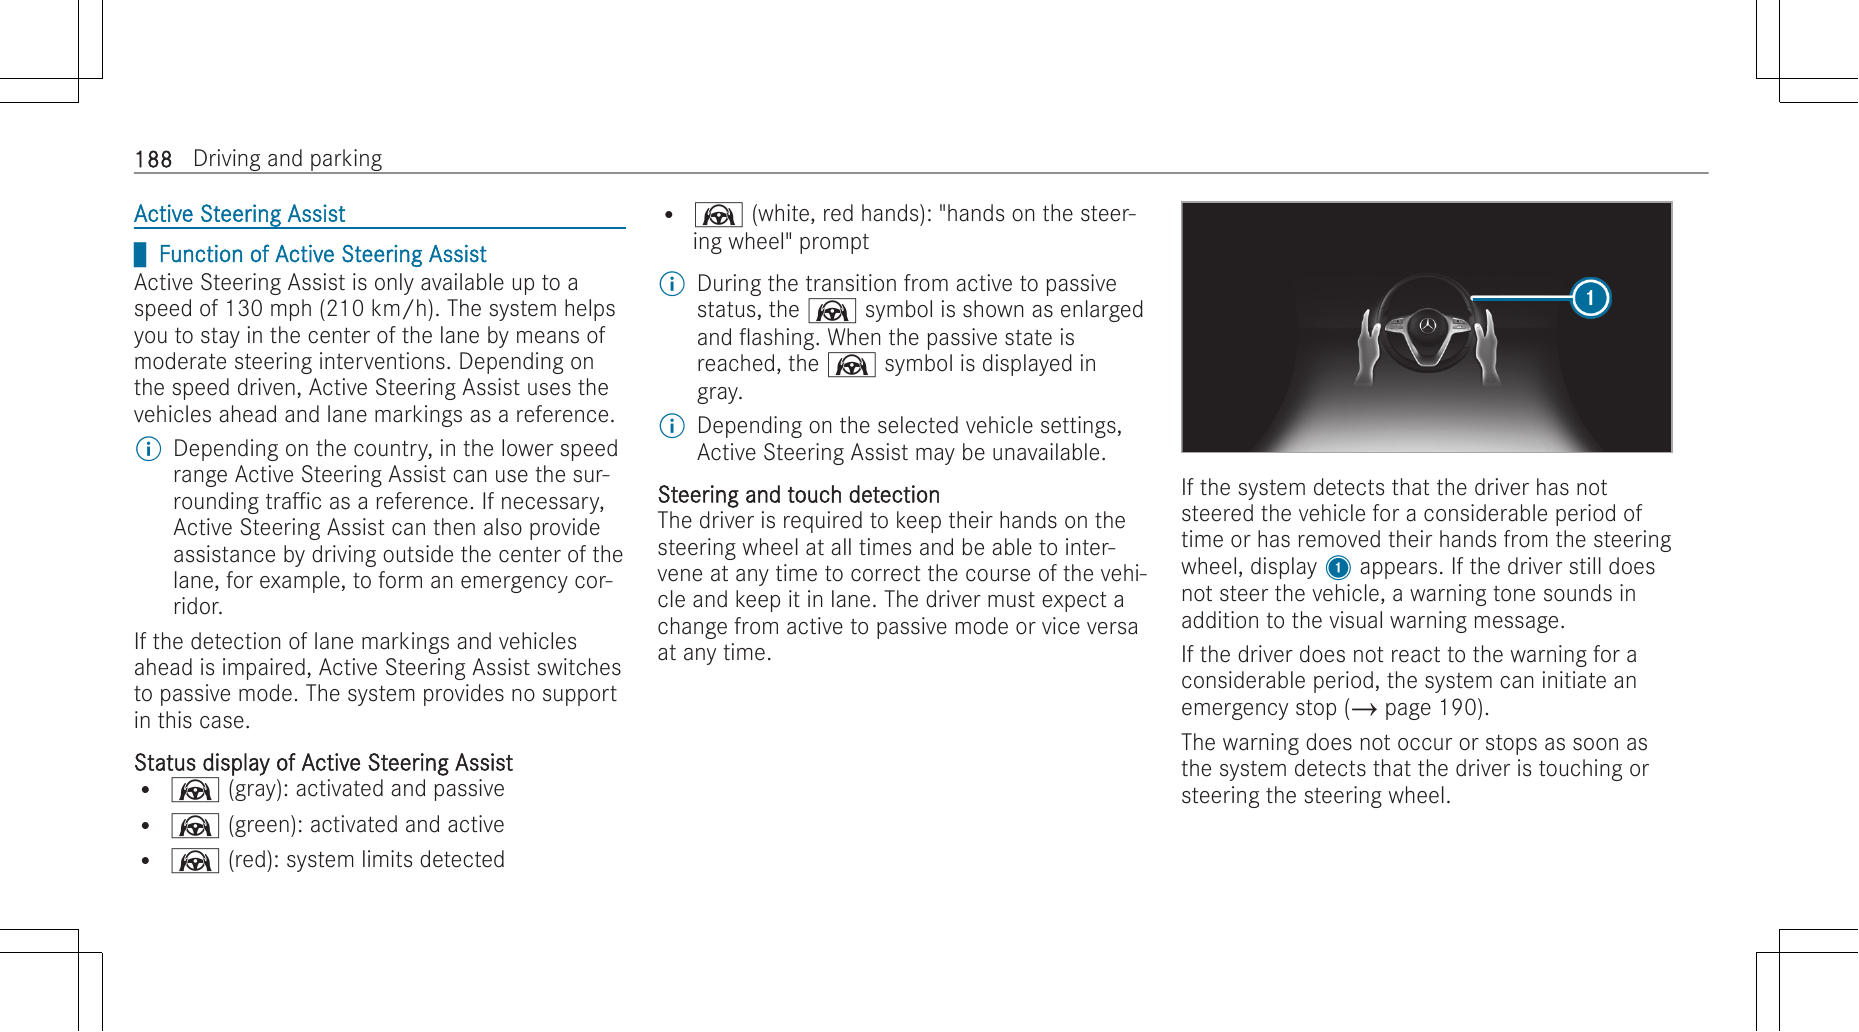 188 Driving and parking
Active Steering Assist
Function of Active Steering Assist
Active Steering Assist is only available up to a
speed of 130 mph (210 km/h). The system helps
you to stay in the center of the lane by means of
moderate steering interventions. Depending on
the speed driven, Active Steering Assist uses the
vehicles ahead and lane markings as a reference.
i Depending on the country, in the lower speed
range Active Steering Assist can use the sur-
rounding traffic as a reference. If necessary,
Active Steering Assist can then also provide
assistance by driving outside the center of the
lane, for example, to form an emergency cor-
ridor.
If the detection of lane markings and vehicles
ahead is impaired, Active Steering Assist switches
to passive mode. The system provides no support
in this case.
Status display of Active Steering Assist
• (gray): activated and passive
• (green): activated and active
• (red): system limits detected
• (white, red hands): "hands on the steer-
ing wheel" prompt
i During the transition from active to passive
status, the symbol is shown as enlarged
and flashing. When the passive state is
reached, the symbol is displayed in
gray.
i Depending on the selected vehicle settings,
Active Steering Assist may be unavailable.
Steering and touch detection
The driver is required to keep their hands on the
steering wheel at all times and be able to inter-
vene at any time to correct the course of the vehi-
cle and keep it in lane. The driver must expect a
change from active to passive mode or vice versa
at any time.
1
If the system detects that the driver has not
steered the vehicle for a considerable period of
time or has removed their hands from the steering
wheel, display 1 appears. If the driver still does
not steer the vehicle, a warning tone sounds in
addition to the visual warning message.
If the driver does not react to the warning for a
considerable period, the system can initiate an
emergency stop (→ page 190).
The warning does not occur or stops as soon as
the system detects that the driver is touching or
steering the steering wheel.